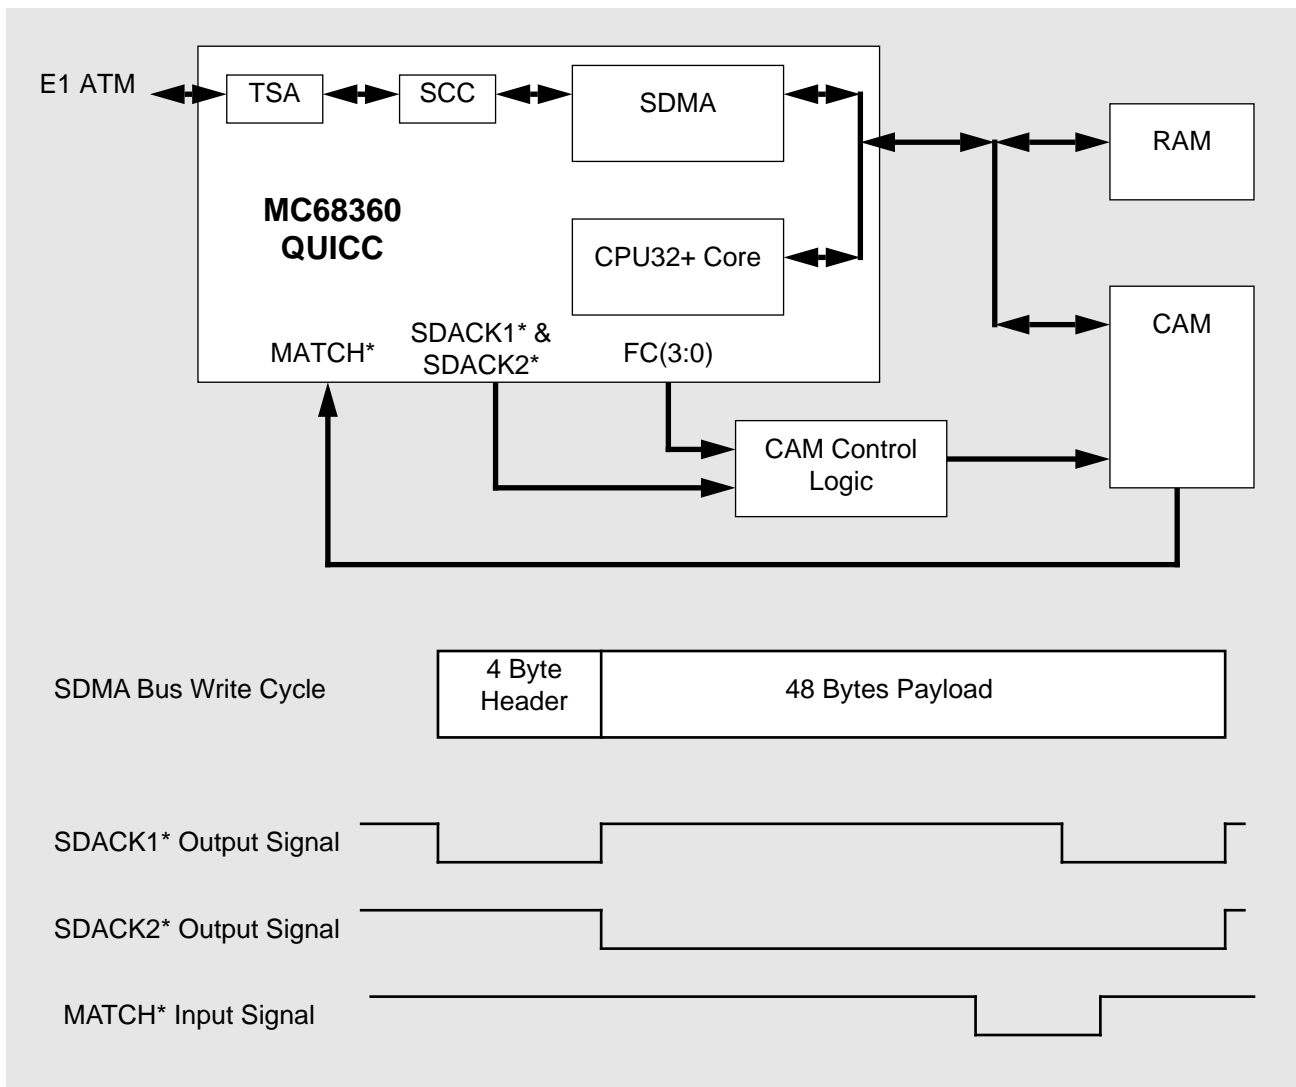 E1 ATM
TSA
SCC
SDMA
RAM
MC68360
QUICC
CPU32+ Core
CAM
MATCH*
SDACK1* &
SDACK2*
FC(3:0)
CAM Control
Logic
SDMA Bus Write Cycle
4 Byte
Header
48 Bytes Payload
SDACK1* Output Signal
SDACK2* Output Signal
MATCH* Input Signal